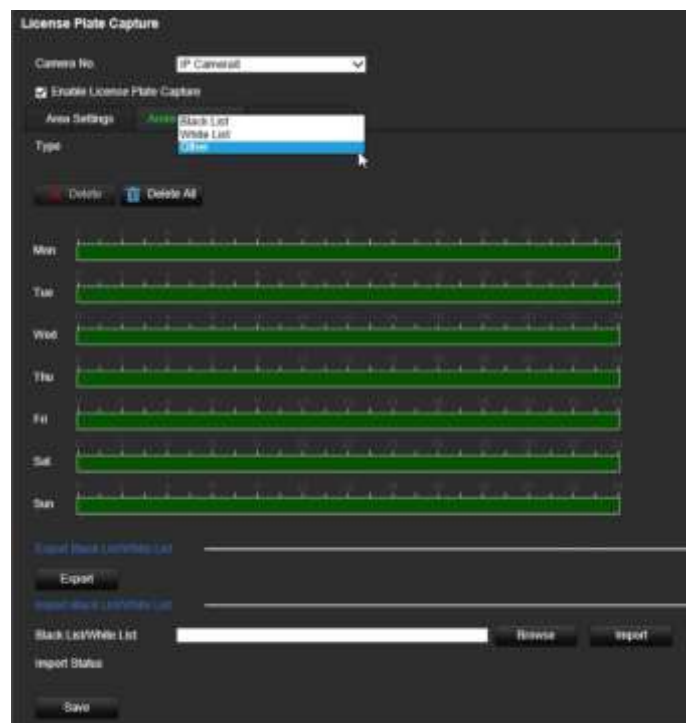 License Plate Capture
Camera No.
Enable License Plate Capture
Area Settings
Black List
White List
Type
Other
Delete
Delete All
Mon
Tue
Wed
Thu
Fri
Sat
Sun
Export Black List/White List
Export
Import Black List/White List
Black List/White List
Browse
Import
Import Status
Save